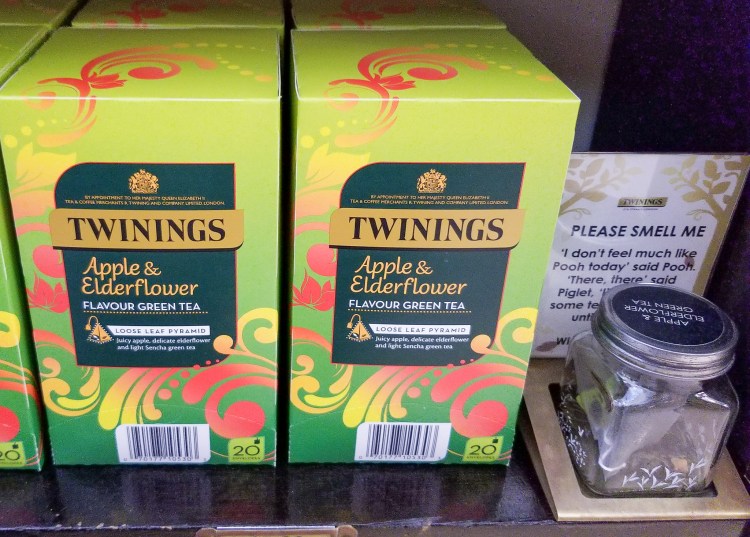 BY APPOINTMENT TO HER MAJESTY QUEEN ELIZABETH II
TEA & COFFEE MERCHANTS R. TWINING AND COMPANY LIMITED, LONDON
TWININGS
Apple &
Elderflower
FLAVOUR GREEN TEA
LOOSE LEAF PYRAMID
Juicy apple, delicate elderflower
and light Sencha green tea
20
BY APPOINTMENT TO HER MAJESTY QUEEN ELIZABETH II
TEA & COFFEE MERCHANTS R. TWINING AND COMPANY LIMITED, LONDON
TWININGS
Apple &
Elderflower
FLAVOUR GREEN TEA
LOOSE LEAF PYRAMID
Juicy apple, delicate elderflower
and light Sencha green tea
20
20
TWININGS
PLEASE SMELL ME
'I don't feel much like
Pooh today' said Pooh.
'There, there' said
Piglet,
APPLE &
ELDERFLOWER
GREEN TEA